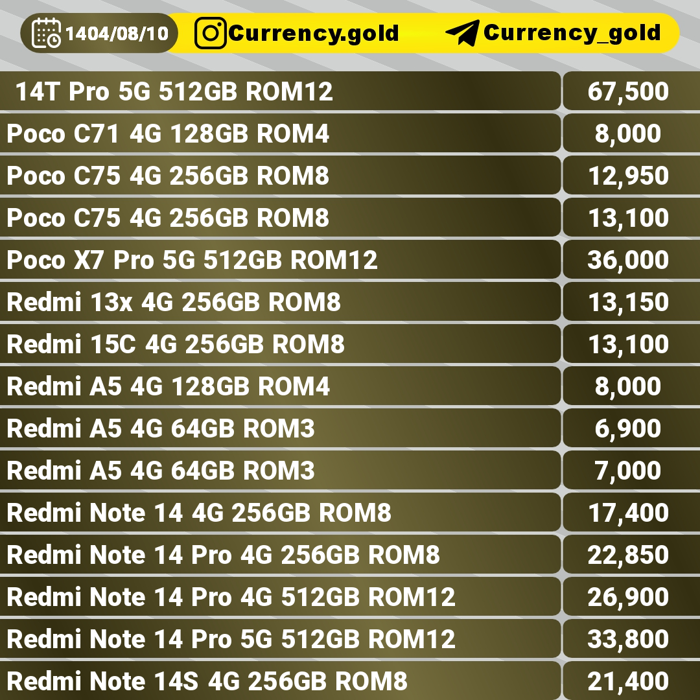 1404/08/10 Currency.gold Currency_gold
14T Pro 5G 512GB ROM12 67,500
Poco C71 4G 128GB ROM4 8,000
Poco C75 4G 256GB ROM8 12,950
Poco C75 4G 256GB ROM8 13,100
Poco X7 Pro 5G 512GB ROM12 36,000
Redmi 13x 4G 256GB ROM8 13,150
Redmi 15C 4G 256GB ROM8 13,100
Redmi A5 4G 128GB ROM4 8,000
Redmi A5 4G 64GB ROM3 6,900
Redmi A5 4G 64GB ROM3 7,000
Redmi Note 14 4G 256GB ROM8 17,400
Redmi Note 14 Pro 4G 256GB ROM8 22,850
Redmi Note 14 Pro 4G 512GB ROM12 26,900
Redmi Note 14 Pro 5G 512GB ROM12 33,800
Redmi Note 14S 4G 256GB ROM8 21,400